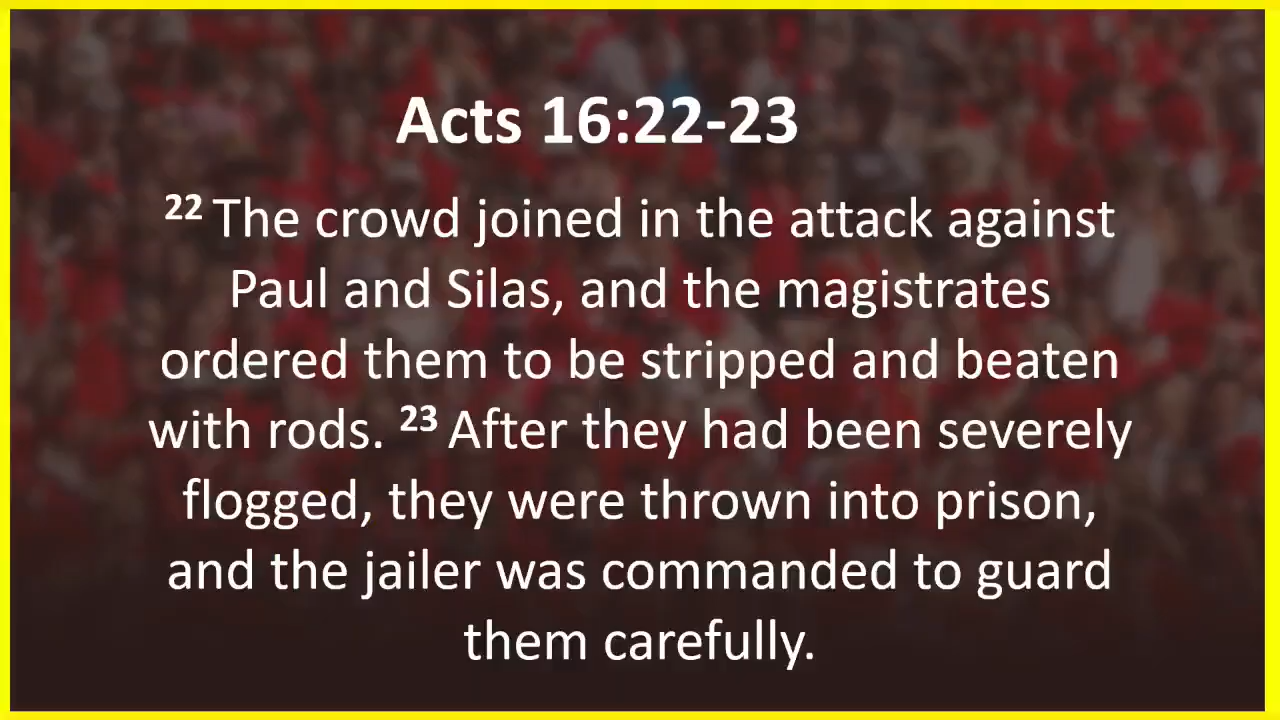 Acts 16:22-23
22 The crowd joined in the attack against
Paul and Silas, and the magistrates
ordered them to be stripped and beaten
with rods. 23 After they had been severely
flogged, they were thrown into prison,
and the jailer was commanded to guard
them carefully.